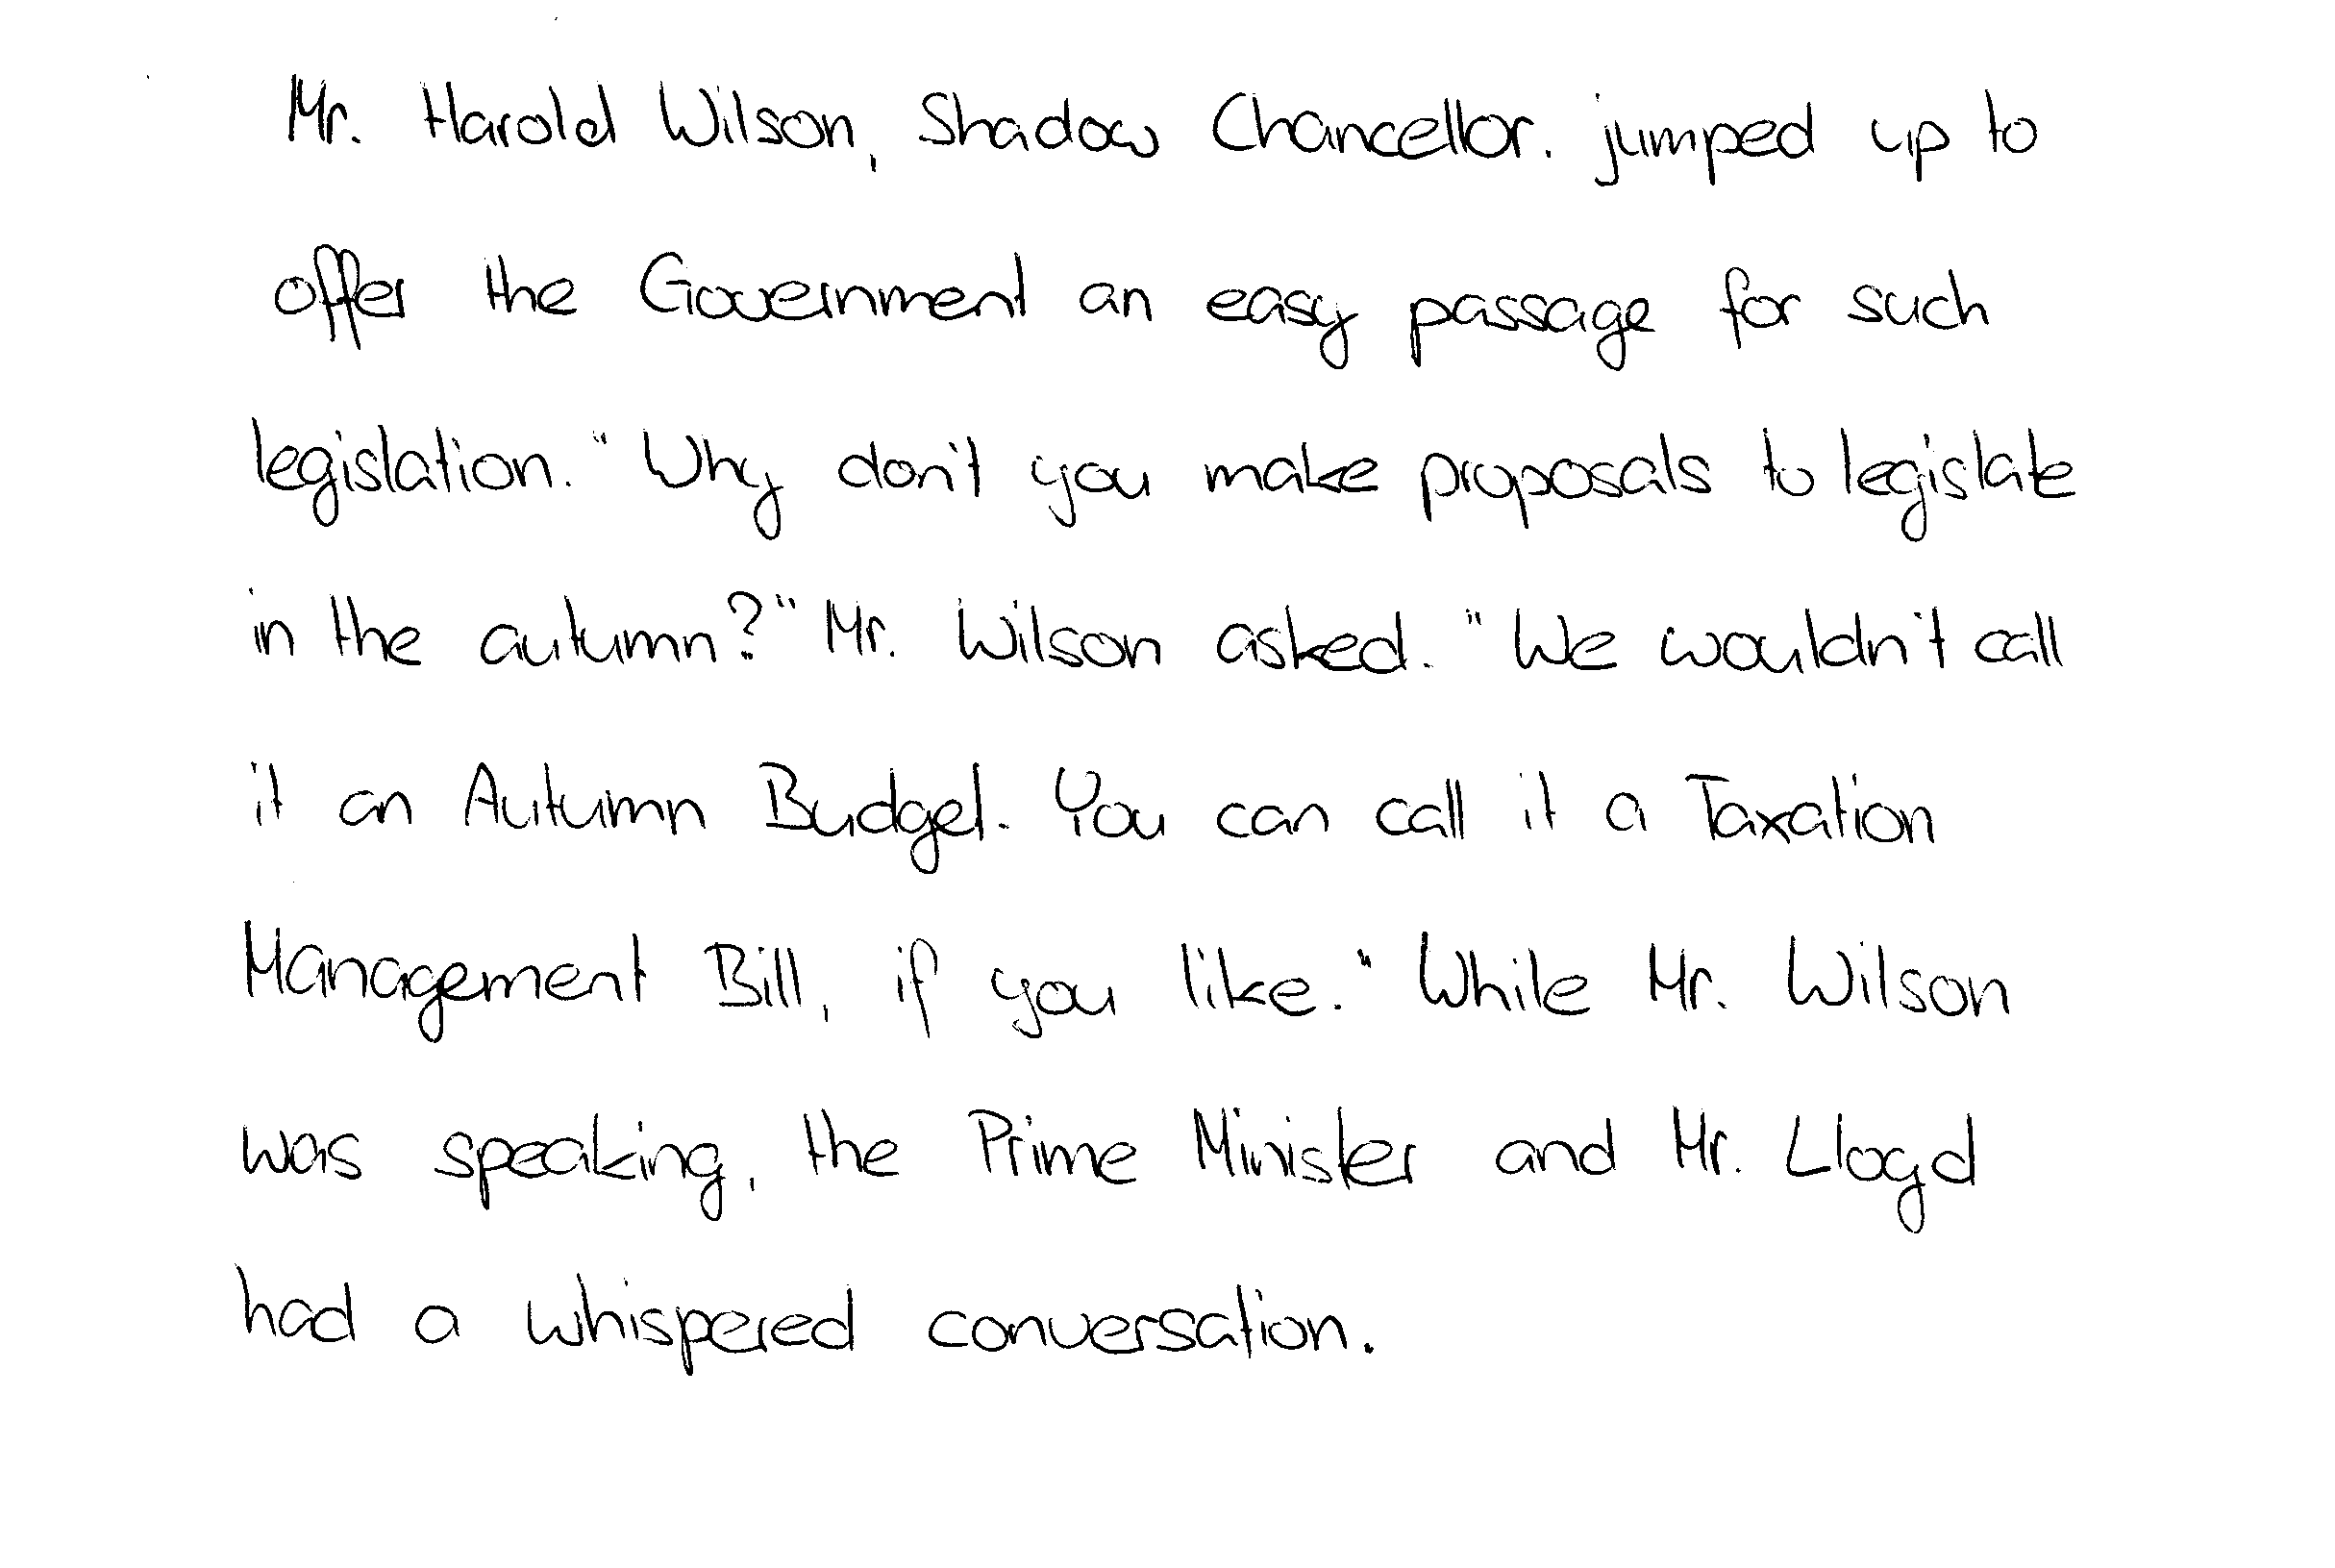 Mr. Harold Wilson, Shadow Chancellor. jumped up to
offer the Government an easy passage for such
legislation. "Why don't you make proposals to legislate
in the autumn?" Mr. Wilson asked. "We wouldn't call
it an Autumn Budget. You can call it a Taxation
Management Bill, if you like." While Mr. Wilson
was speaking, the Prime Minister and Mr. Lloyd
had a whispered conversation.